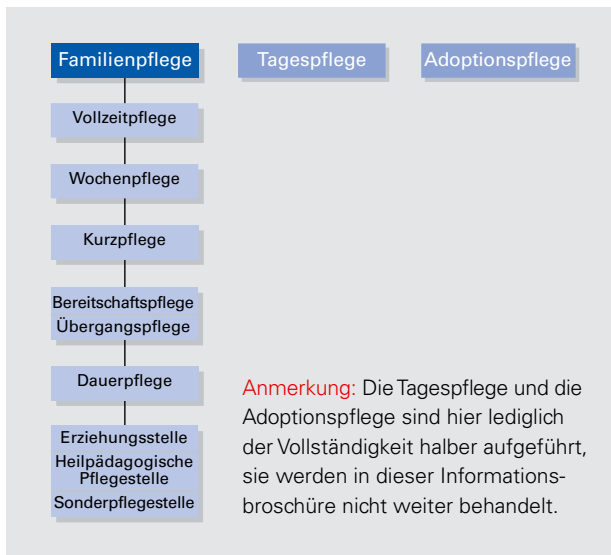 Familienpflege
Tagespflege
Adoptionspflege
Vollzeitpflege
Wochenpflege
Kurzpflege
Bereitschaftspflege
Übergangspflege
Dauerpflege
Erziehungsstelle
Heilpädagogische
Pflegestelle
Sonderpflegestelle
Anmerkung: Die Tagespflege und die
Adoptionspflege sind hier lediglich
der Vollständigkeit halber aufgeführt,
sie werden in dieser Informations-
broschüre nicht weiter behandelt.